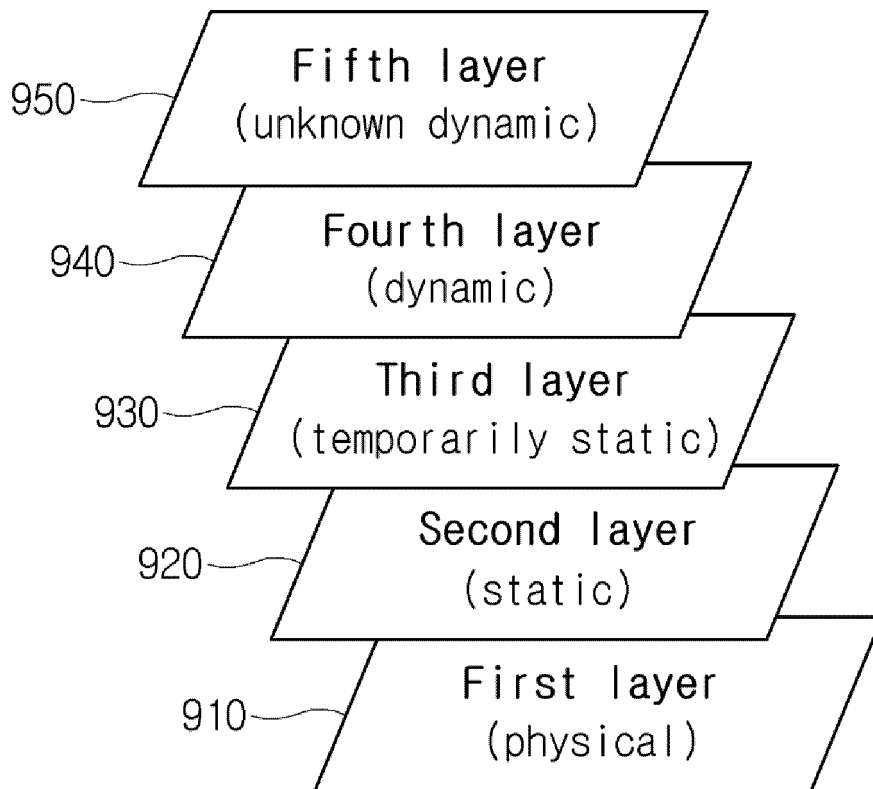 Fifth layer
950
(unknown dynamic)
Fourth layer
940
(dynamic)
Third layer
930
(temporarily static)
Second layer
920
(static)
First layer
910
(physical)